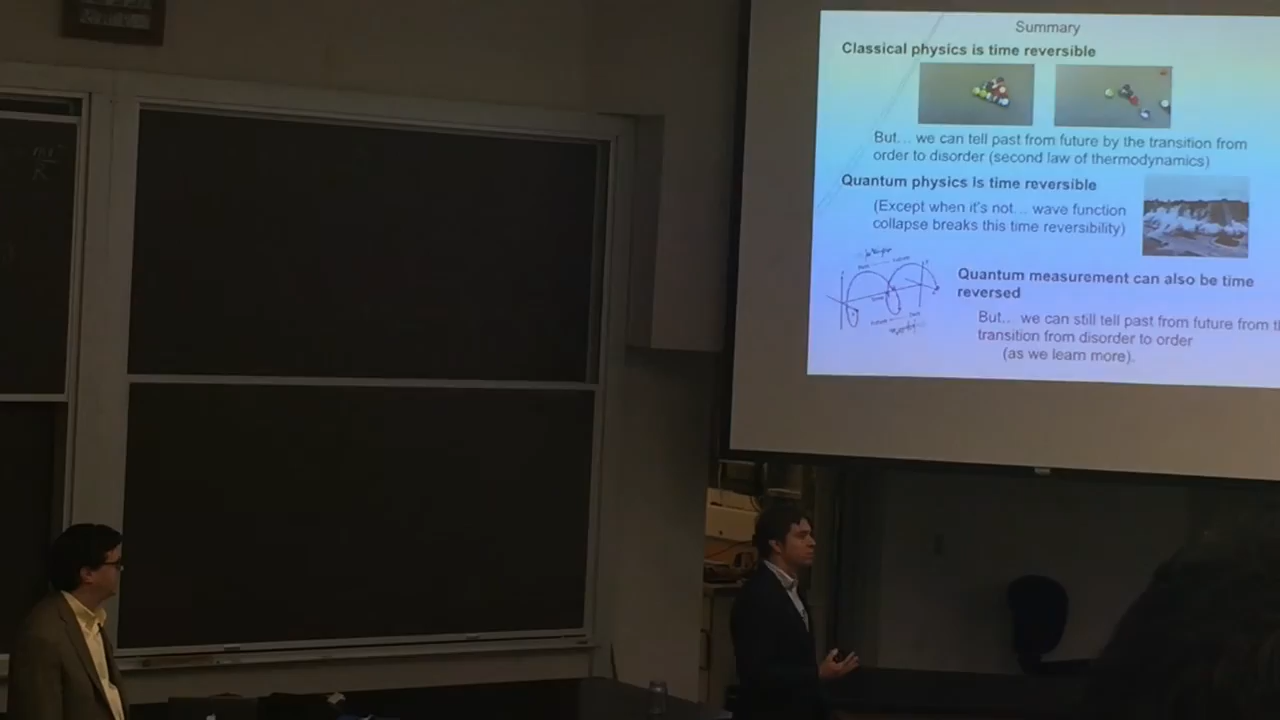 Summary
Classical physics is time reversible
But... we can tell past from future by the transition from
order to disorder (second law of thermodynamics)
Quantum physics is time reversible
(Except when it's not... wave function
collapse breaks this time reversibility)
Quantum measurement can also be time
reversed
But... we can still tell past from future from
transition from disorder to order
(as we learn more).